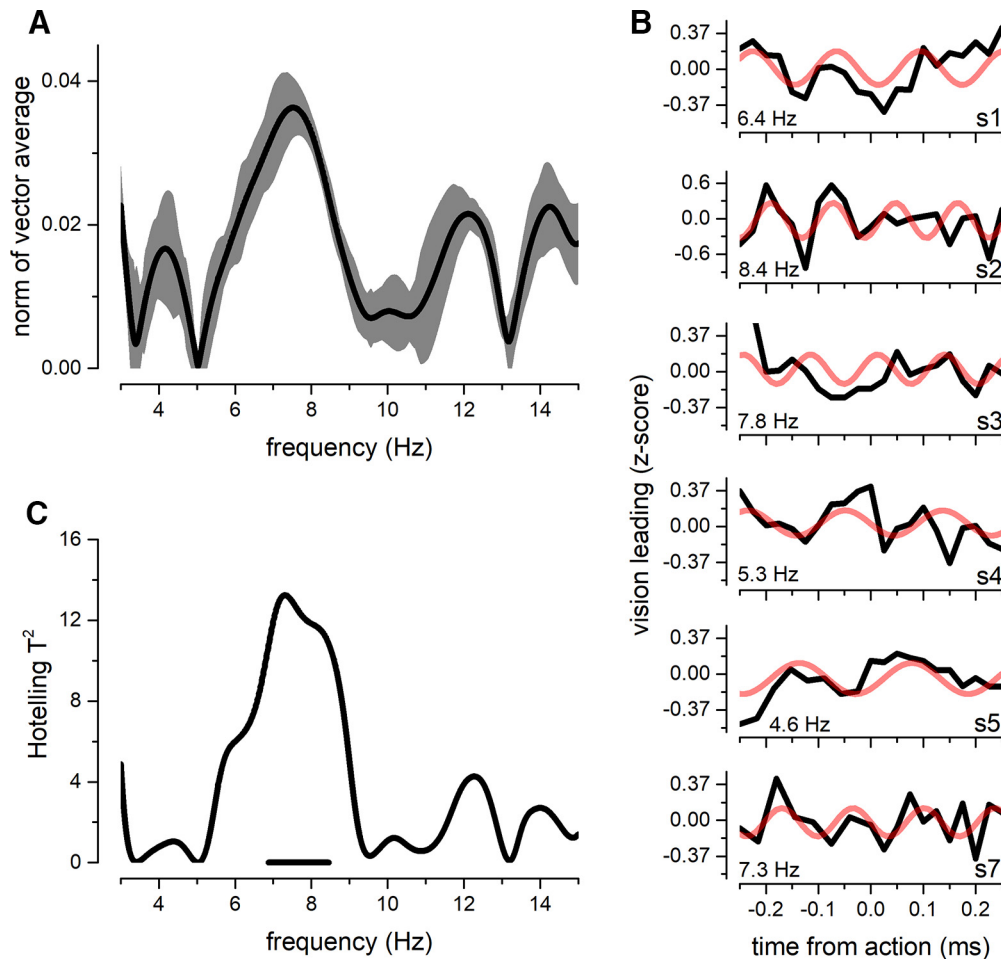 A
norm of vector average
0.04
0.02
0.00
4 6 8 10 12 14
frequency (Hz)
C
Hotelling T²
16
12
8
4
0
4 6 8 10 12 14
frequency (Hz)
B
vision leading (z-score)
0.37
0.00
-0.37
6.4 Hz
s1
0.6
0.0
-0.6
8.4 Hz
s2
0.37
0.00
-0.37
7.8 Hz
s3
0.37
0.00
-0.37
5.3 Hz
s4
0.37
0.00
-0.37
4.6 Hz
s5
0.37
0.00
-0.37
7.3 Hz
s7
-0.2 -0.1 0.0 0.1 0.2
time from action (ms)